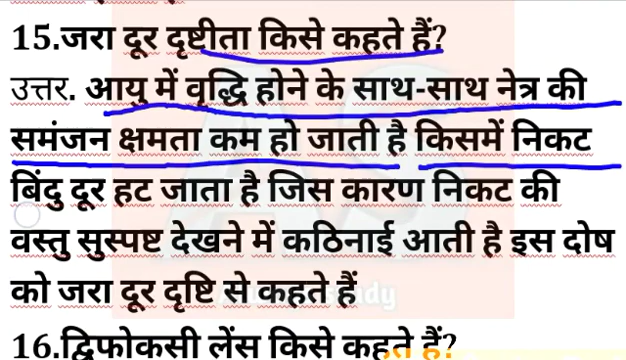 15.जरा दूर दृष्टीता किसे कहते हैं?
उत्तर. आयु में वृद्धि होने के साथ-साथ नेत्र की
समंजन क्षमता कम हो जाती है किसमें निकट
बिंदु दूर हट जाता है जिस कारण निकट की
वस्तु सुस्पष्ट देखने में कठिनाई आती है इस दोष
को जरा दूर दृष्टि से कहते हैं
16.द्विफोकसी लेंस किसे कहते हैं?